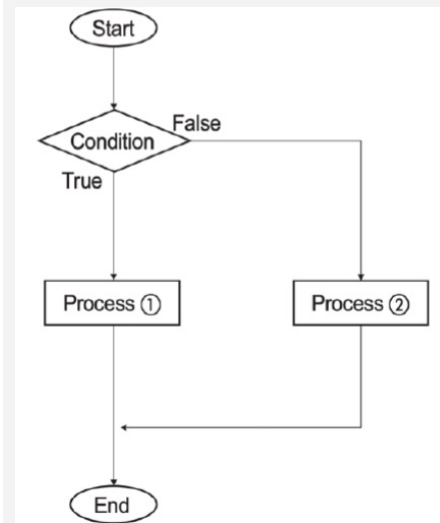 Start
Condition
False
True
Process ①
Process ②
End